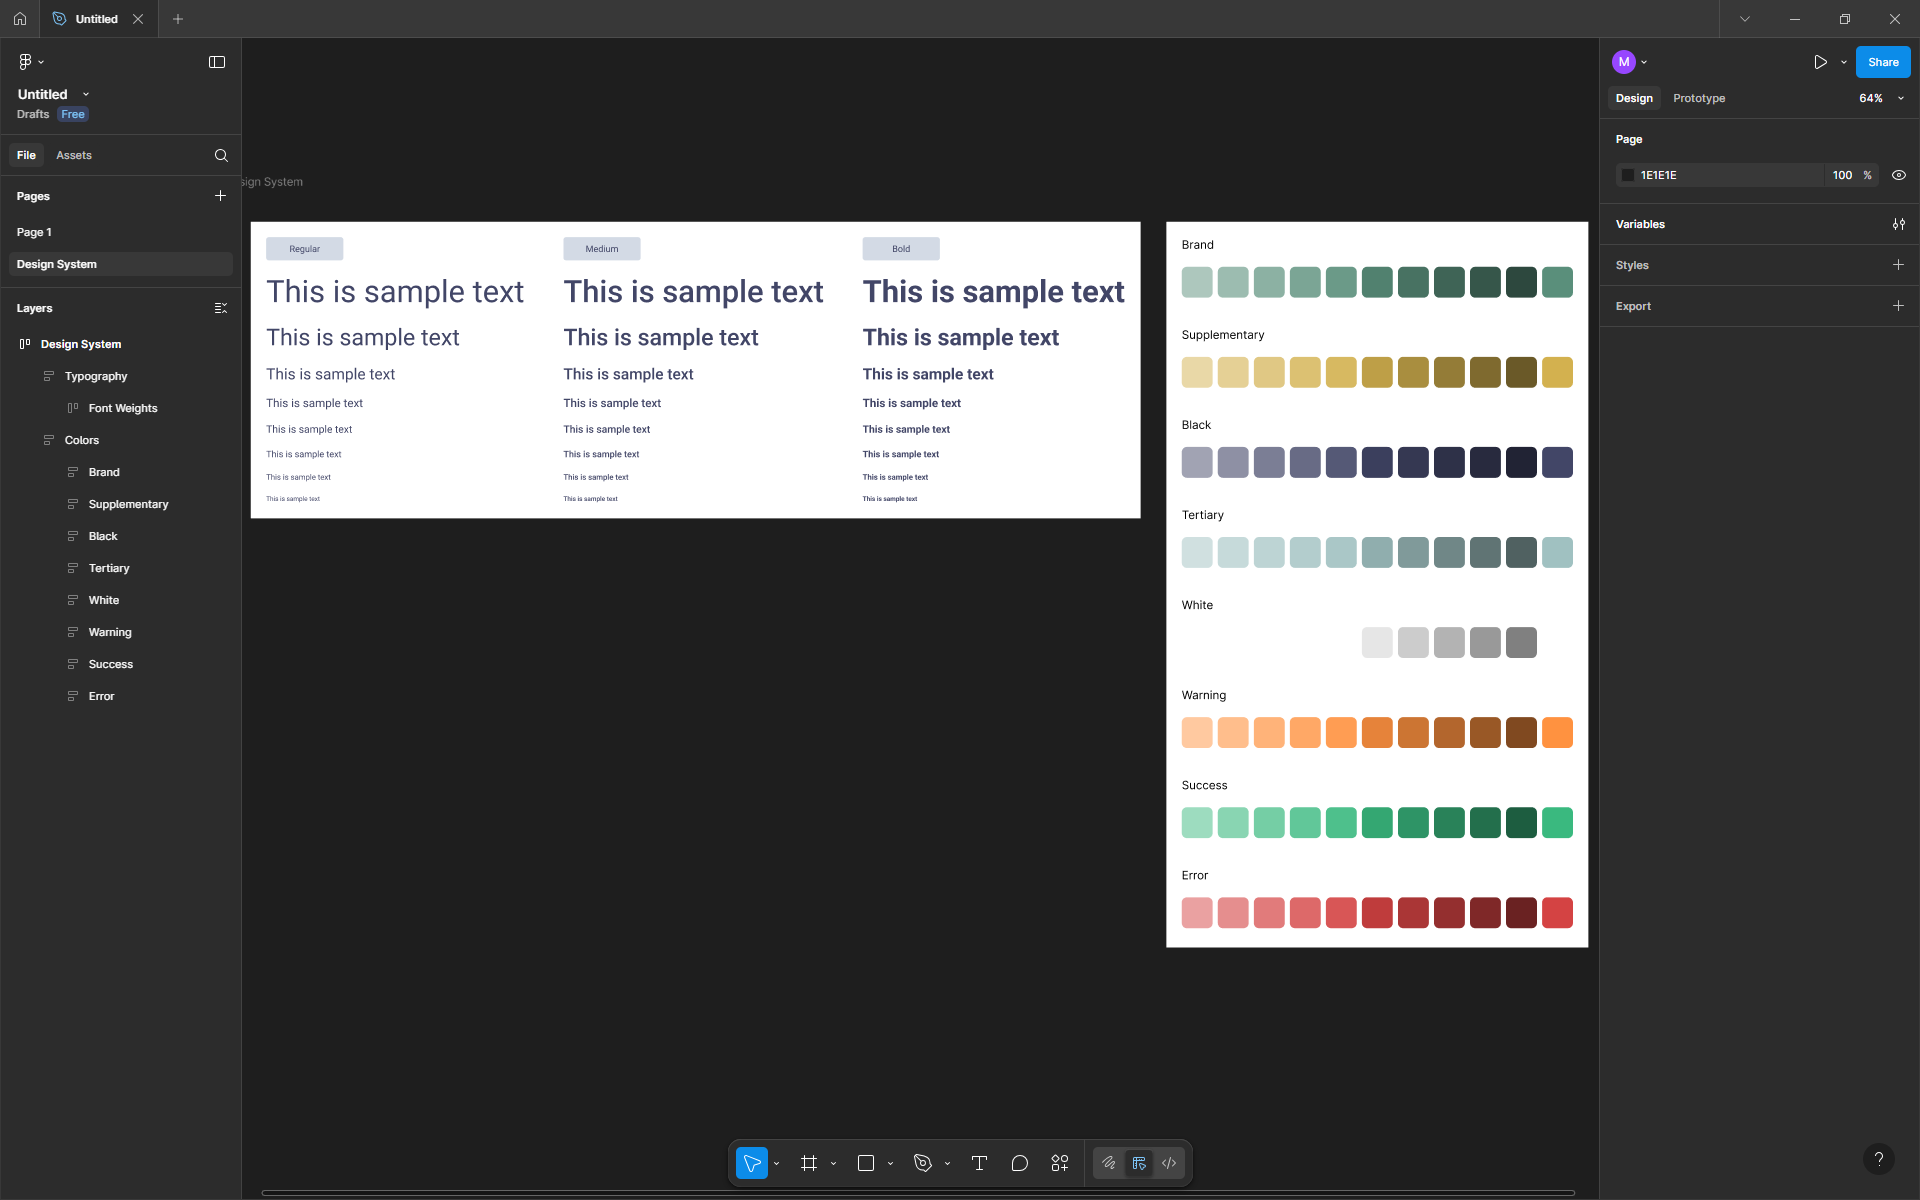 Untitled
Untitled
Drafts Free
File Assets
Pages
Page 1
Design System
Layers
Design System
Typography
Font Weights
Colors
Brand
Supplementary
Black
Tertiary
White
Warning
Success
Error
sign System
Regular
This is sample text
This is sample text
This is sample text
This is sample text
This is sample text
This is sample text
This is sample text
This is sample text
Medium
This is sample text
This is sample text
This is sample text
This is sample text
This is sample text
This is sample text
This is sample text
This is sample text
Bold
This is sample text
This is sample text
This is sample text
This is sample text
This is sample text
This is sample text
This is sample text
This is sample text
Brand
Supplementary
Black
Tertiary
White
Warning
Success
Error
M
Share
Design Prototype 64%
Page
1E1E1E 100 %
Variables
Styles
Export
?